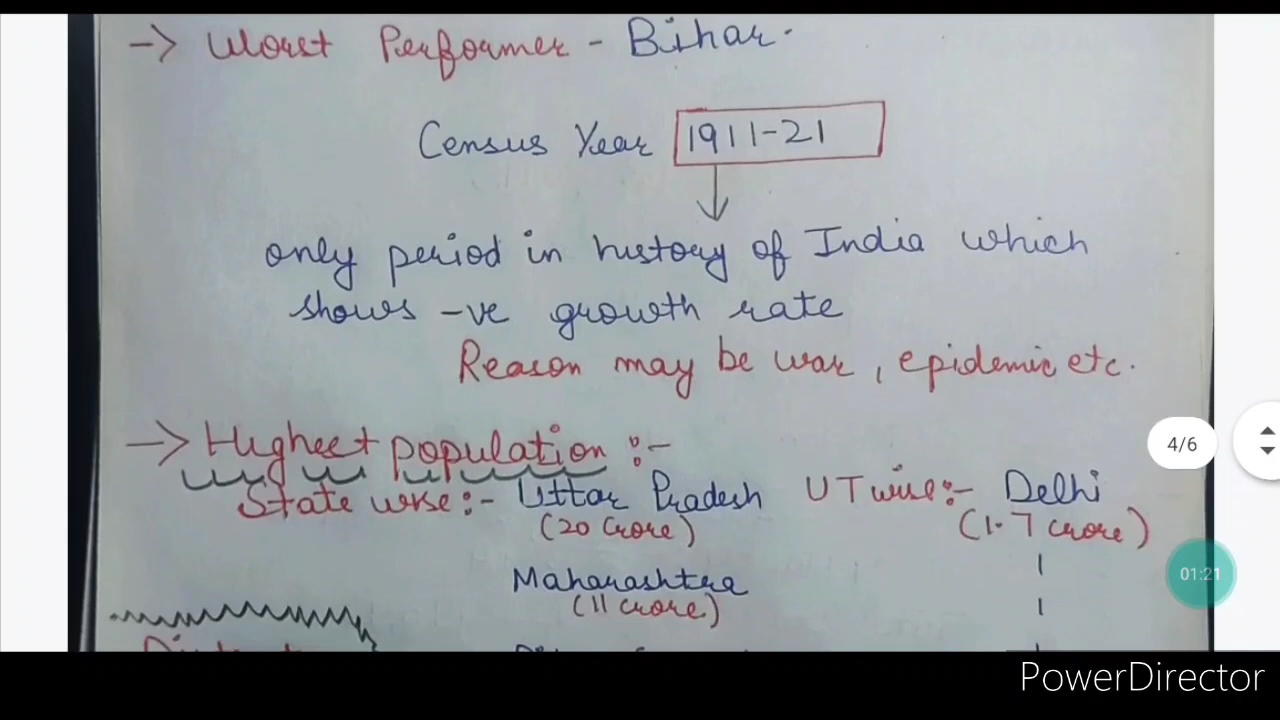 -> Worst Performer - Bihar.
Census Year 1911-21
only period in history of India which
shows -ve growth rate
Reason may be war, epidemic etc.
-> Highest population :-
State wise :- Uttar Pradesh UT wise :- Delhi
(20 crore) (1.7 crore)
Maharashtra
(11 crore)
4/6
01:21
PowerDirector